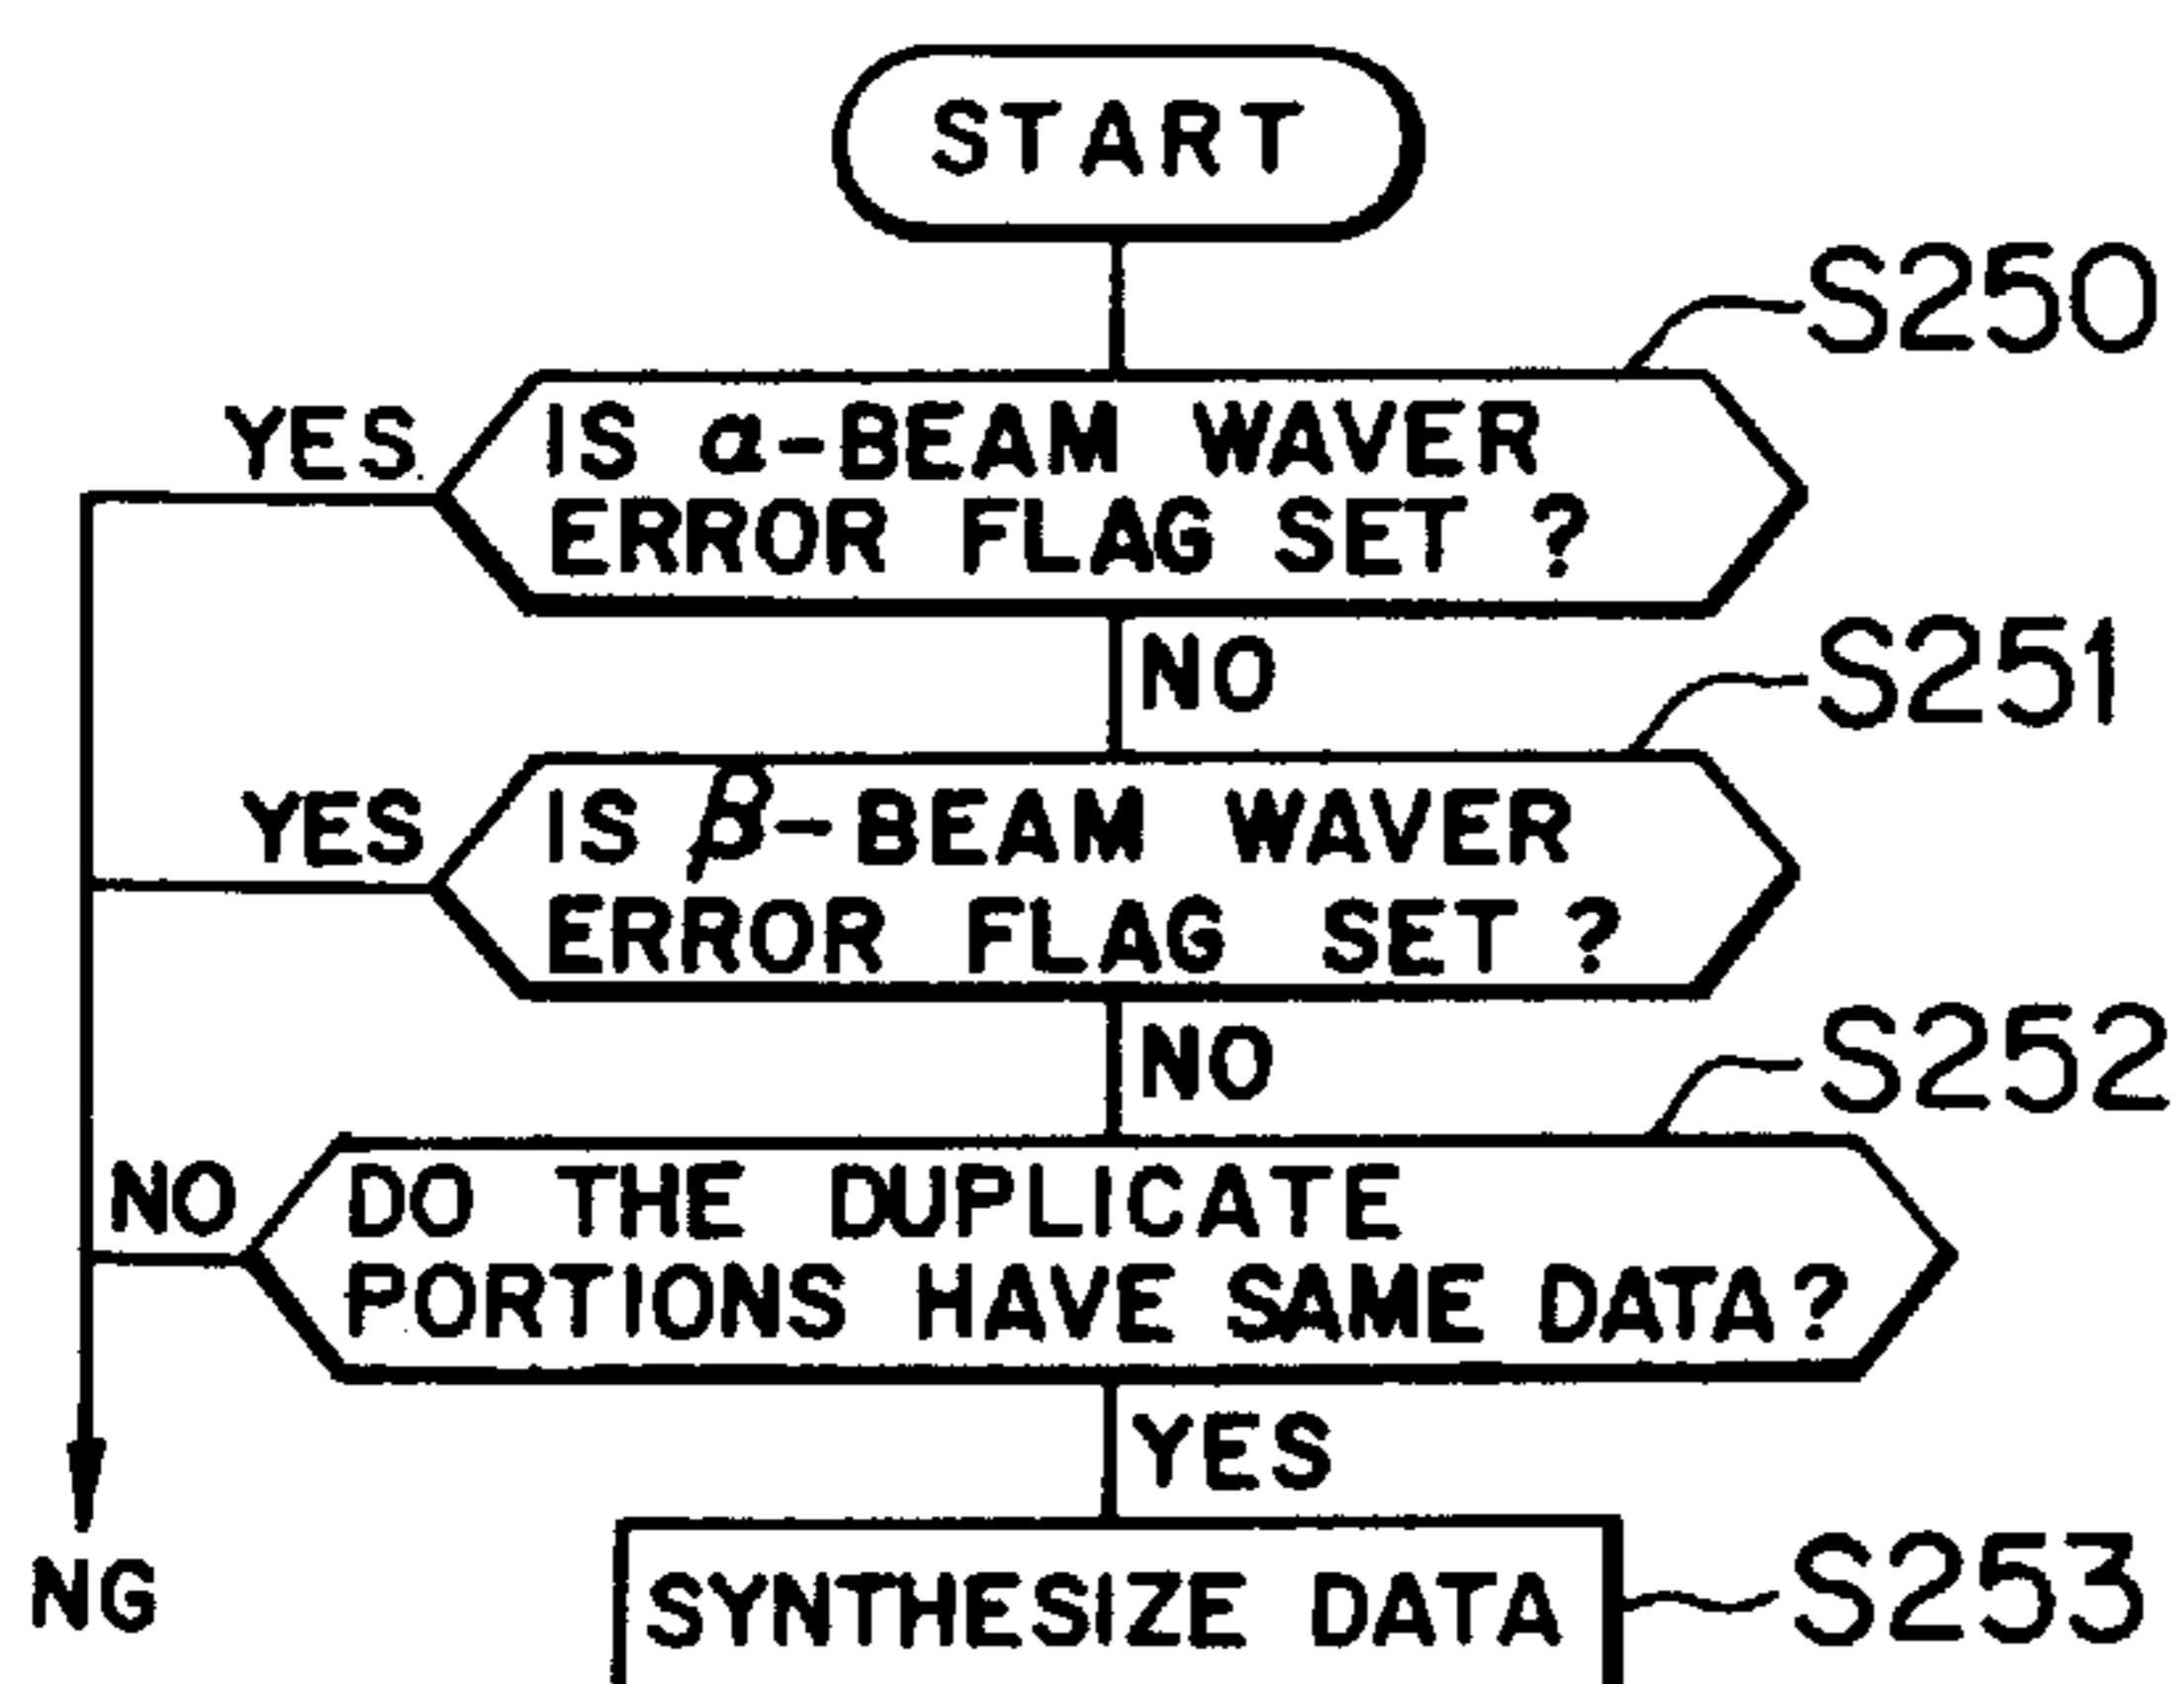 START
S250
YES.
IS α-BEAM WAVER
ERROR FLAG SET ?
NO
S251
YES
IS β-BEAM WAVER
ERROR FLAG SET ?
NO
S252
NO
DO THE DUPLICATE
PORTIONS HAVE SAME DATA?
YES
NG
SYNTHESIZE DATA
S253